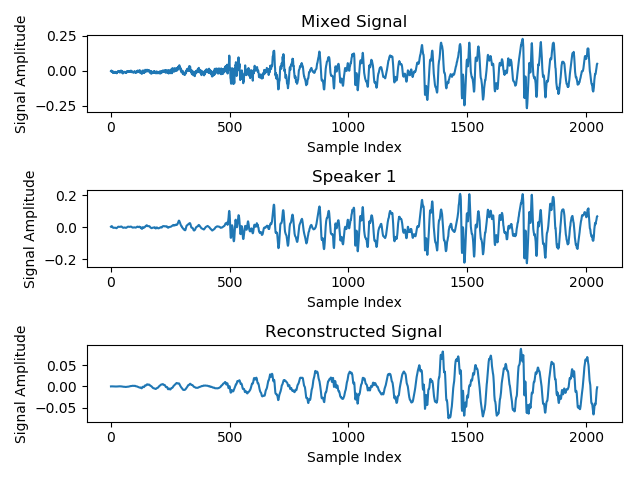 Mixed Signal
Signal Amplitude
0.25
0.00
−0.25
0 500 1000 1500 2000
Sample Index
Speaker 1
Signal Amplitude
0.2
0.0
−0.2
0 500 1000 1500 2000
Sample Index
Reconstructed Signal
Signal Amplitude
0.05
0.00
−0.05
0 500 1000 1500 2000
Sample Index